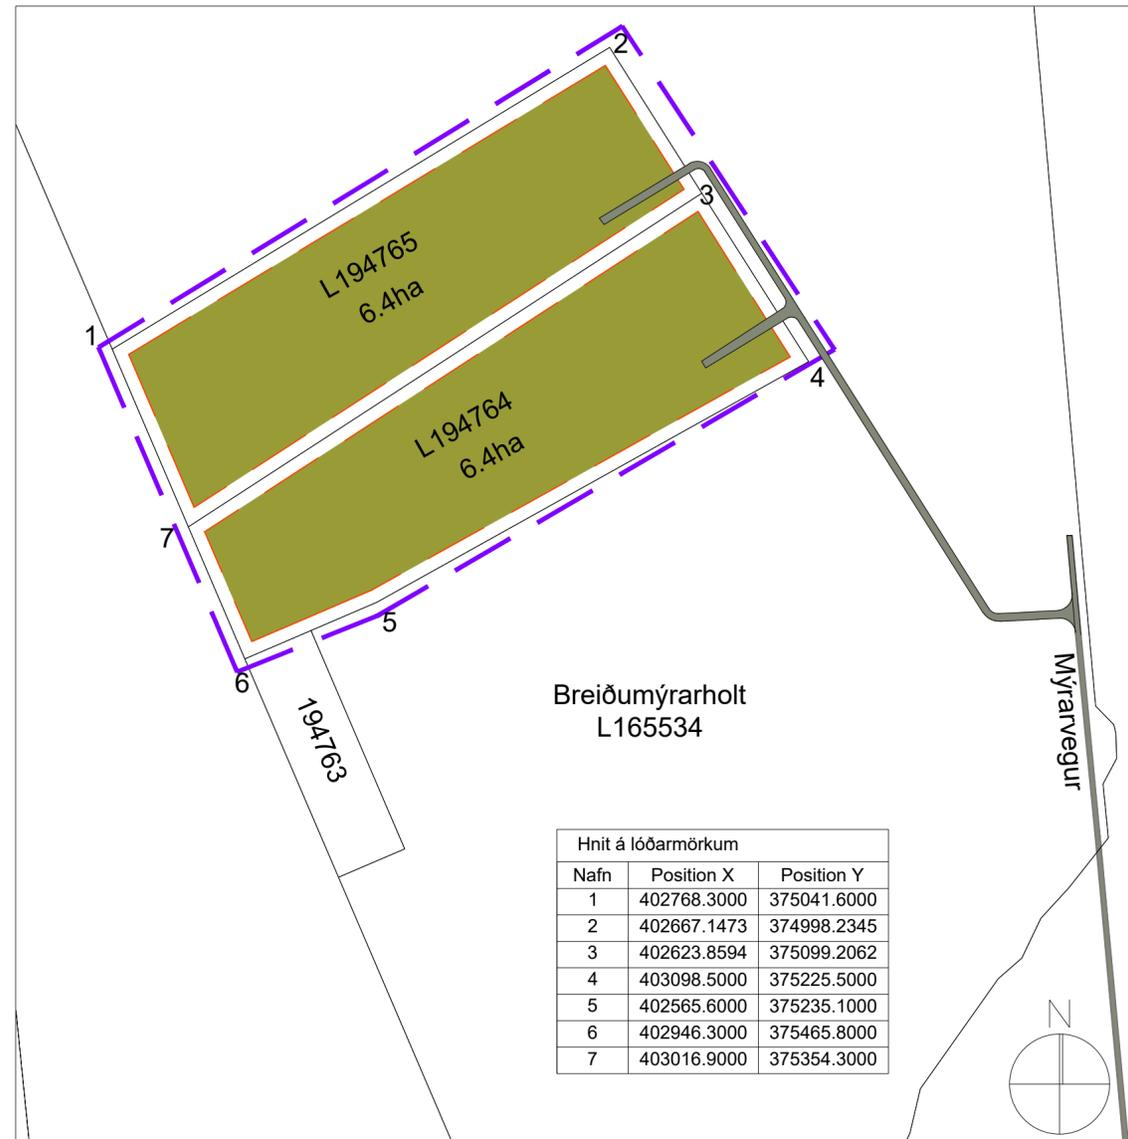 2
3
L194765
6.4ha
1
4
L194764
6.4ha
7
5
6
Breiðumýrarholt
L165534
194763
Mýrarvegur
Hnit á lóðarmörkum
Nafn Position X Position Y
1 402768.3000 375041.6000
2 402667.1473 374998.2345
3 402623.8594 375099.2062
4 403098.5000 375225.5000
5 402565.6000 375235.1000
6 402946.3000 375465.8000
7 403016.9000 375354.3000
N